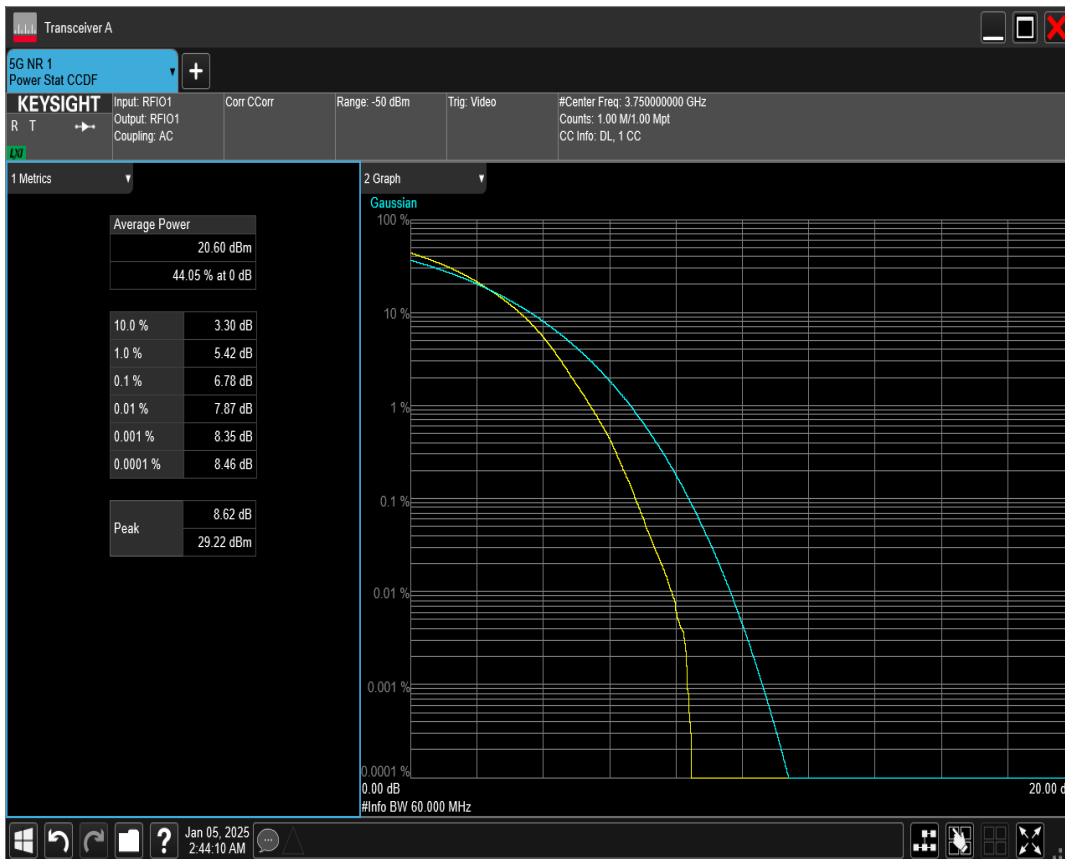 Transceiver A
5G NR 1
Power Stat CCDF
KEYSIGHT
R T
LXI
Input: RFIO1
Output: RFIO1
Coupling: AC
Corr CCorr
Range: -50 dBm
Trig: Video
#Center Freq: 3.750000000 GHz
Counts: 1.00 M/1.00 Mpt
CC Info: DL, 1 CC
1 Metrics
Average Power
20.60 dBm
44.05 % at 0 dB
10.0 % 3.30 dB
1.0 % 5.42 dB
0.1 % 6.78 dB
0.01 % 7.87 dB
0.001 % 8.35 dB
0.0001 % 8.46 dB
Peak 8.62 dB
29.22 dBm
2 Graph
Gaussian
100 %
10 %
1 %
0.1 %
0.01 %
0.001 %
0.0001 %
0.00 dB 20.00 d
#Info BW 60.000 MHz
?
Jan 05, 2025
2:44:10 AM